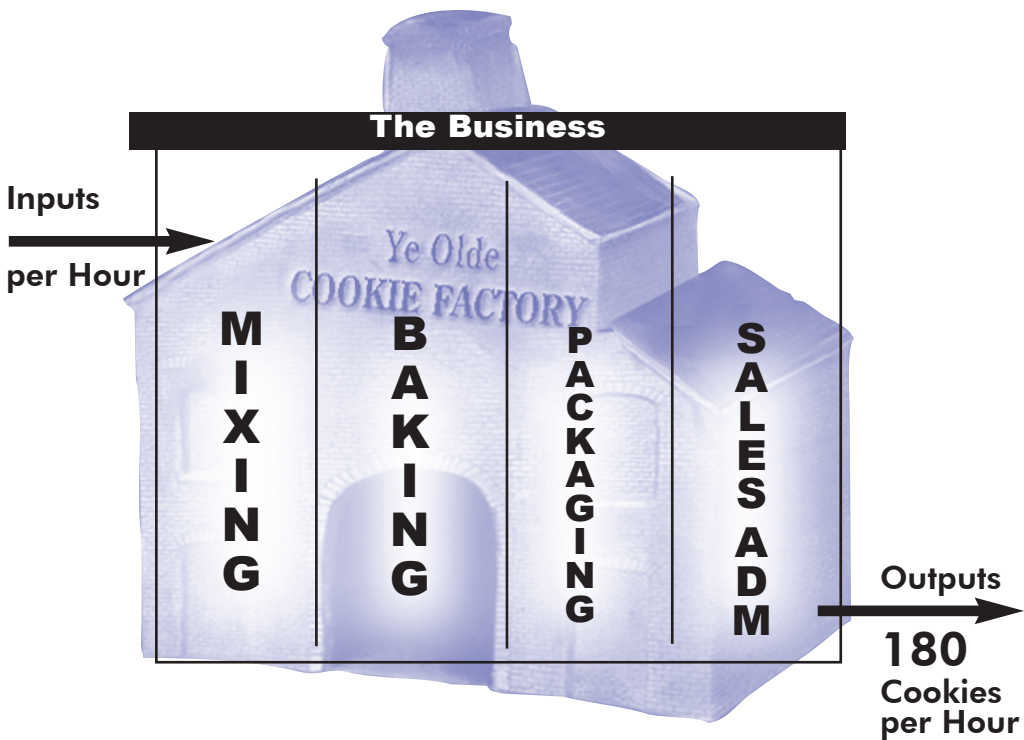 The Business
Inputs
per Hour
Ye Olde
COOKIE FACTORY
MIXING
BAKING
PACKAGING
SALES ADM
Outputs
180
Cookies
per Hour